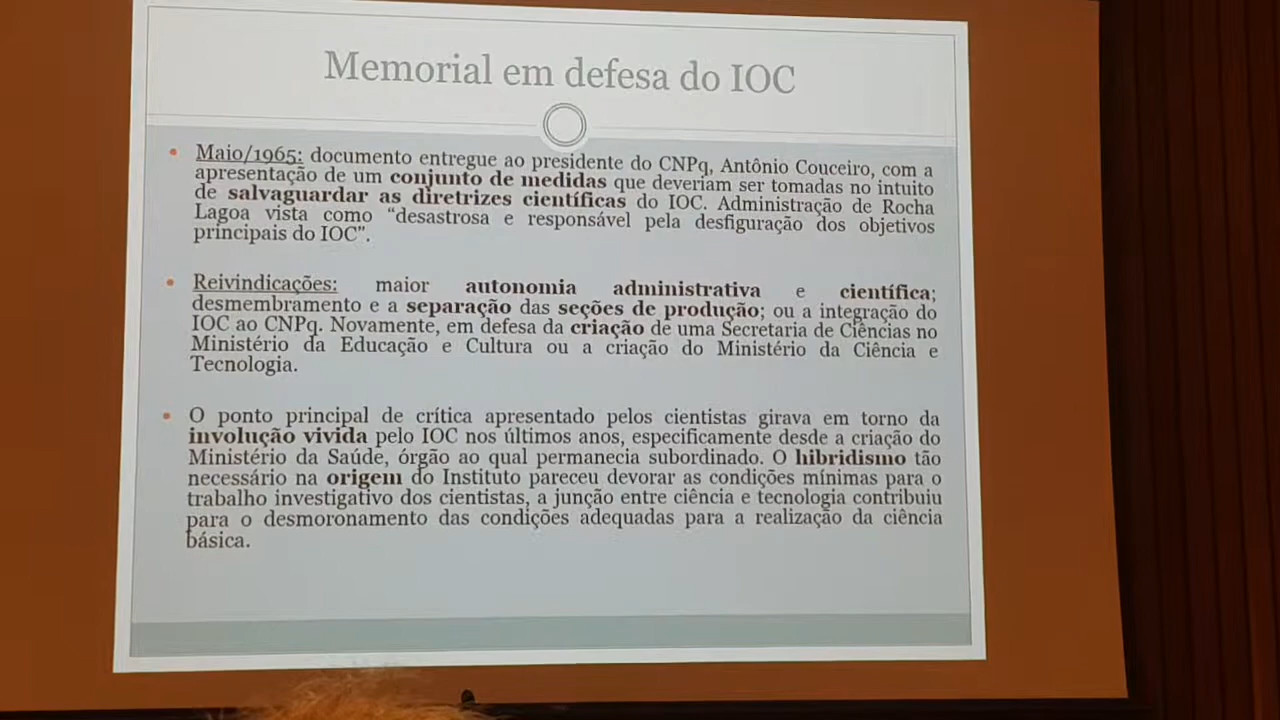 Memorial em defesa do IOC
• Maio/1965: documento entregue ao presidente do CNPq, Antônio Couceiro, com a
apresentação de um conjunto de medidas que deveriam ser tomadas no intuito
de salvaguardar as diretrizes científicas do IOC. Administração de Rocha
Lagoa vista como “desastrosa e responsável pela desfiguração dos objetivos
principais do IOC”.
• Reivindicações: maior autonomia administrativa e científica;
desmembramento e a separação das seções de produção; ou a integração do
IOC ao CNPq. Novamente, em defesa da criação de uma Secretaria de Ciências no
Ministério da Educação e Cultura ou a criação do Ministério da Ciência e
Tecnologia.
• O ponto principal de crítica apresentado pelos cientistas girava em torno da
involução vivida pelo IOC nos últimos anos, especificamente desde a criação do
Ministério da Saúde, órgão ao qual permanecia subordinado. O hibridismo tão
necessário na origem do Instituto pareceu devorar as condições mínimas para o
trabalho investigativo dos cientistas, a junção entre ciência e tecnologia contribuiu
para o desmoronamento das condições adequadas para a realização da ciência
básica.